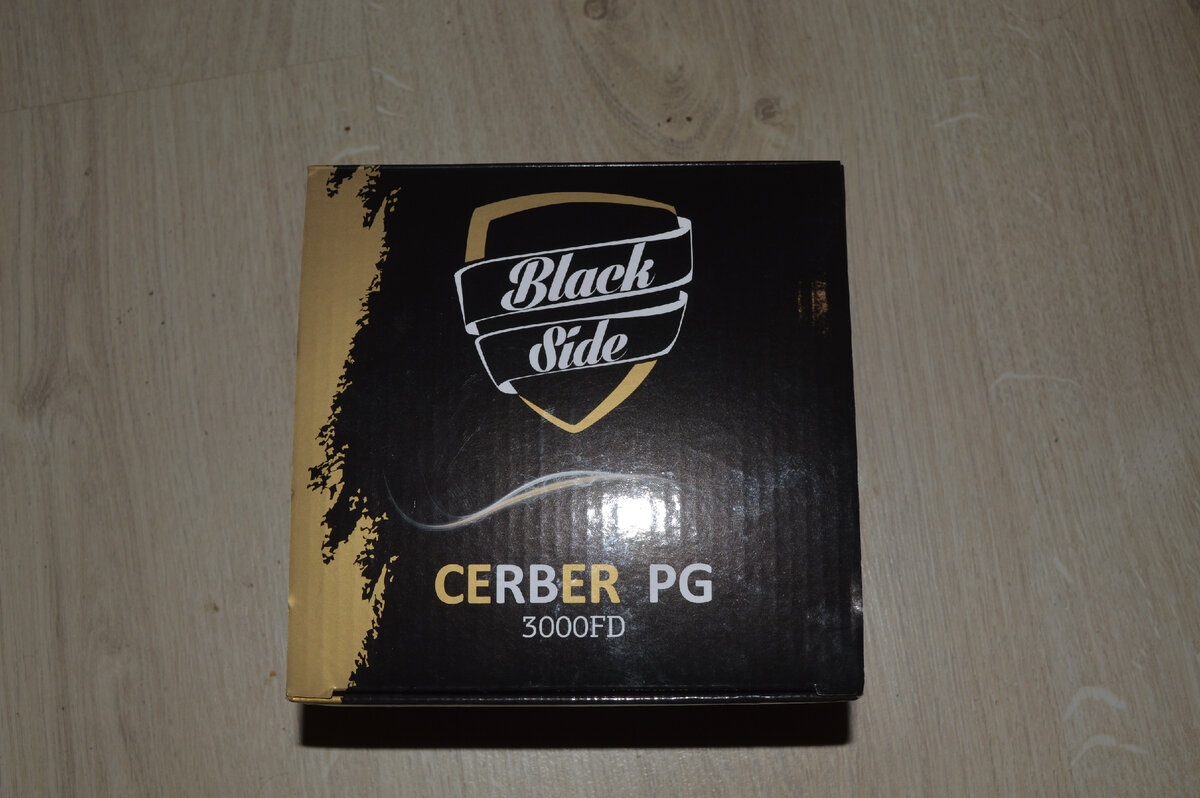 Black
Side
CERBER PG
3000FD